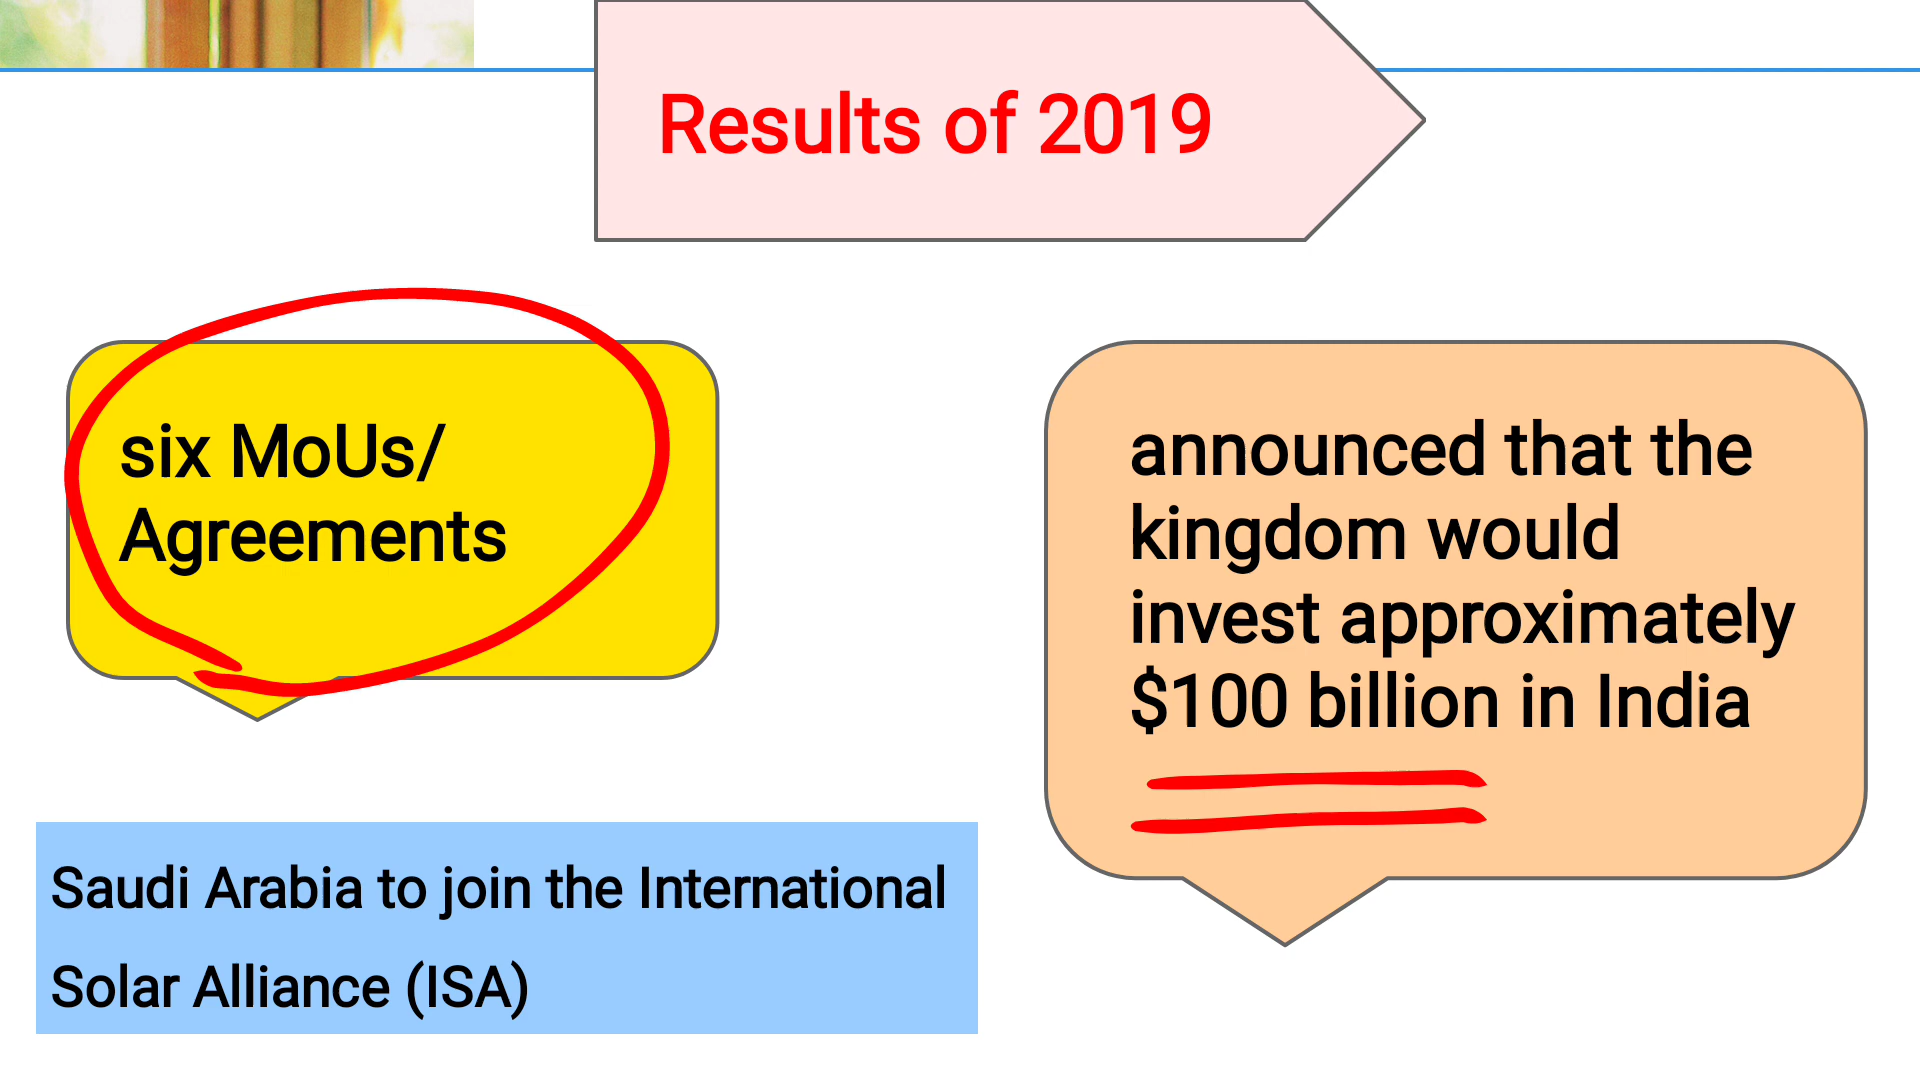 Results of 2019
six MoUs/
Agreements
announced that the
kingdom would
invest approximately
$100 billion in India
Saudi Arabia to join the International
Solar Alliance (ISA)